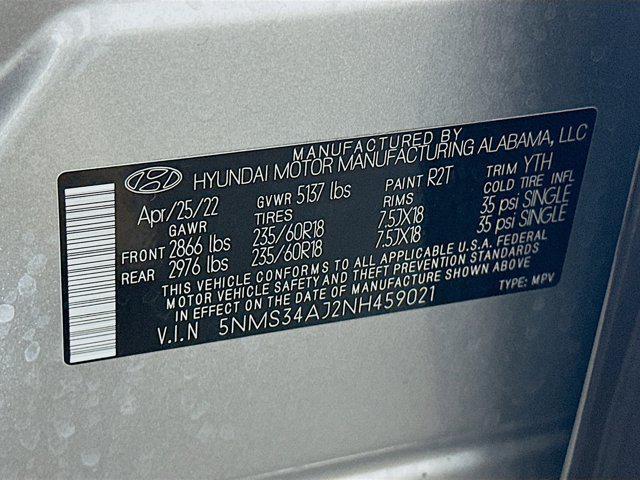 MANUFACTURED BY
HYUNDAI MOTOR MANUFACTURING ALABAMA, LLC
Apr/25/22 GVWR 5137 lbs PAINT R2T TRIM YTH
GAWR TIRES RIMS COLD TIRE INFL
FRONT 2866 lbs 235/60R18 7.5JX18 35 psi SINGLE
REAR 2976 lbs 235/60R18 7.5JX18 35 psi SINGLE
THIS VEHICLE CONFORMS TO ALL APPLICABLE U.S.A. FEDERAL
MOTOR VEHICLE SAFETY AND THEFT PREVENTION STANDARDS
IN EFFECT ON THE DATE OF MANUFACTURE SHOWN ABOVE
V.I.N 5NMS34AJ2NH459021 TYPE: MPV